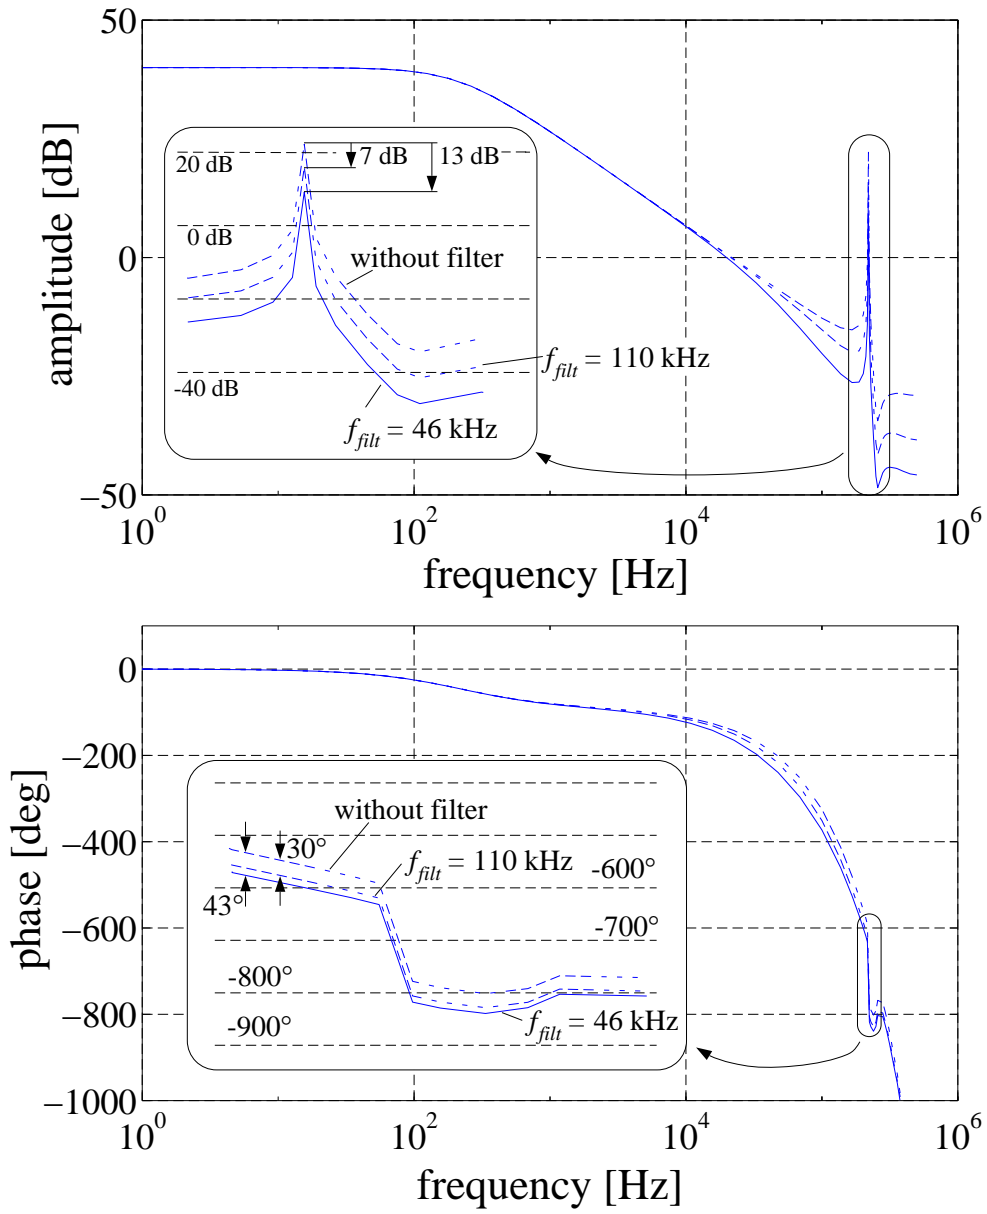 50
0
−50
amplitude [dB]
20 dB
7 dB
13 dB
0 dB
without filter
f_filt = 110 kHz
-40 dB
f_filt = 46 kHz
10^0
10^2
10^4
10^6
frequency [Hz]
0
−200
−400
−600
−800
−1000
phase [deg]
without filter
30°
f_filt = 110 kHz
-600°
43°
-700°
-800°
-900°
f_filt = 46 kHz
10^0
10^2
10^4
10^6
frequency [Hz]